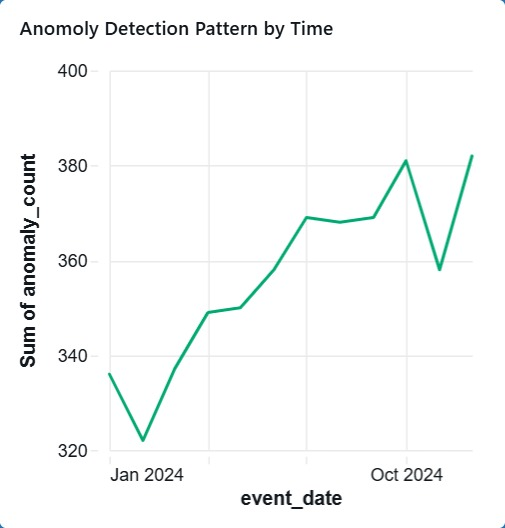 Anomoly Detection Pattern by Time
400
380
360
340
320
Sum of anomaly_count
Jan 2024 Oct 2024
event_date